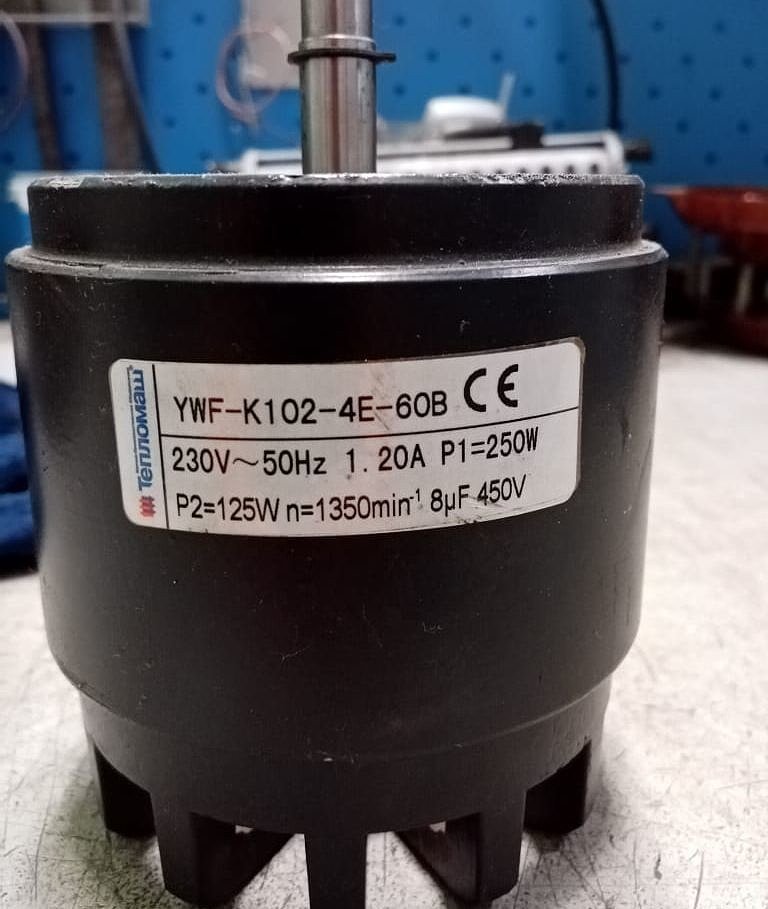 Тепломаш
YWF-K102-4E-60B CE
230V~50Hz 1.20A P1=250W
P2=125W n=1350min⁻¹ 8µF 450V